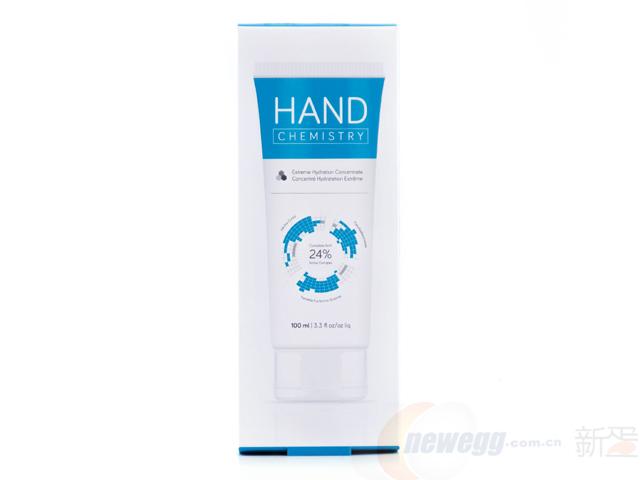 HAND
CHEMISTRY
Extreme Hydration Concentrate
Concentré Hydratation Extrême
24%
100 ml | 3.3 fl oz/oz liq
newegg.com.cn 新蛋